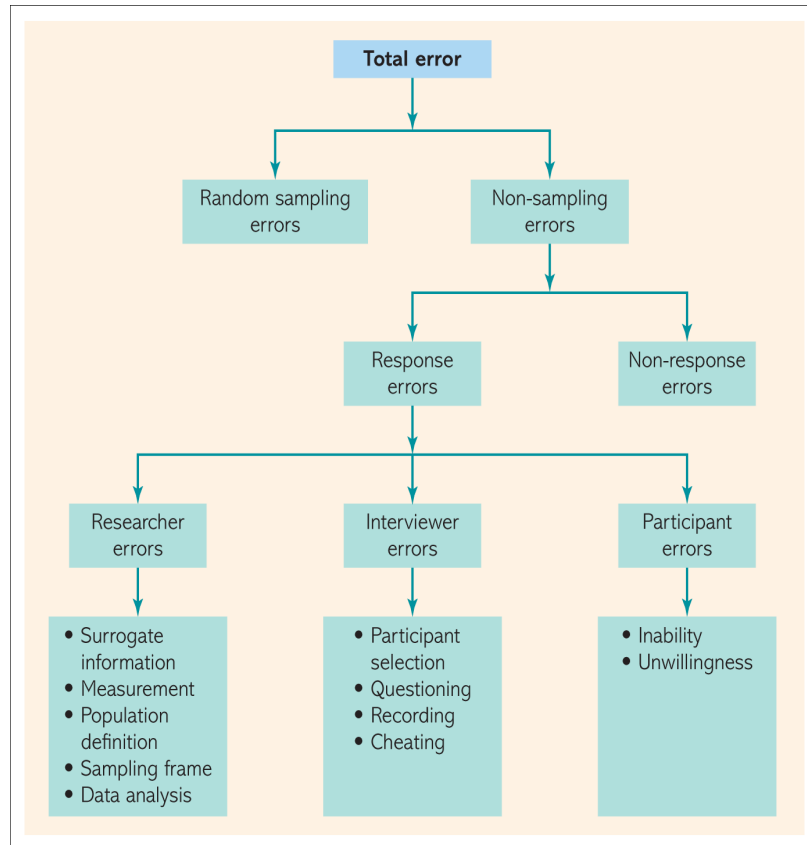 Total error
Random sampling
errors
Non-sampling
errors
Response
errors
Non-response
errors
Researcher
errors
Interviewer
errors
Participant
errors
• Surrogate
information
• Measurement
• Population
definition
• Sampling frame
• Data analysis
• Participant
selection
• Questioning
• Recording
• Cheating
• Inability
• Unwillingness